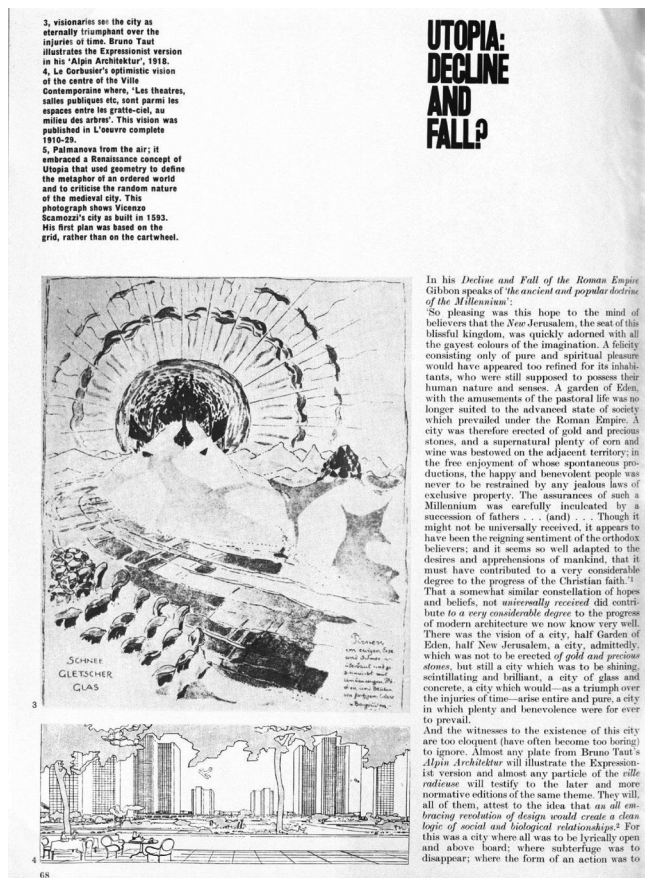 3, visionaries see the city as
eternally triumphant over the
injuries of time. Bruno Taut
illustrates the Expressionist version
in his 'Alpin Architektur', 1918.
4, Le Corbusier's optimistic vision
of the centre of the Ville
Contemporaine where, 'Les theatres,
salles publiques etc, sont parmi les
espaces entre les gratte-ciel, au
milieu des arbres'. This vision was
published in L'oeuvre complete
1910-29.
5, Palmanova from the air; it
embraced a Renaissance concept of
Utopia that used geometry to define
the metaphor of an ordered world
and to criticise the random nature
of the medieval city. This
photograph shows Vicenzo
Scamozzi's city as built in 1593.
His first plan was based on the
grid, rather than on the cartwheel.
UTOPIA:
DECLINE
AND
FALL?
SCHNEE
GLETSCHER
GLAS
3
4
68
In his Decline and Fall of the Roman Empire
Gibbon speaks of 'the ancient and popular doctrine
of the Millennium':
'So pleasing was this hope to the mind of
believers that the New Jerusalem, the seat of this
blissful kingdom, was quickly adorned with all
the gayest colours of the imagination. A felicity
consisting only of pure and spiritual pleasure
would have appeared too refined for its inhabi-
tants, who were still supposed to possess their
human nature and senses. A garden of Eden,
with the amusements of the pastoral life was no
longer suited to the advanced state of society
which prevailed under the Roman Empire. A
city was therefore erected of gold and precious
stones, and a supernatural plenty of corn and
wine was bestowed on the adjacent territory; in
the free enjoyment of whose spontaneous pro-
ductions, the happy and benevolent people was
never to be restrained by any jealous laws of
exclusive property. The assurances of such a
Millennium was carefully inculcated by a
succession of fathers . . . (and) . . . Though it
might not be universally received, it appears to
have been the reigning sentiment of the orthodox
believers; and it seems so well adapted to the
desires and apprehensions of mankind, that it
must have contributed to a very considerable
degree to the progress of the Christian faith.'1
That a somewhat similar constellation of hopes
and beliefs, not universally received did contri-
bute to a very considerable degree to the progress
of modern architecture we now know very well.
There was the vision of a city, half Garden of
Eden, half New Jerusalem, a city, admittedly,
which was not to be erected of gold and precious
stones, but still a city which was to be shining,
scintillating and brilliant, a city of glass and
concrete, a city which would—as a triumph over
the injuries of time—arise entire and pure, a city
in which plenty and benevolence were for ever
to prevail.
And the witnesses to the existence of this city
are too eloquent (have often become too boring)
to ignore. Almost any plate from Bruno Taut's
Alpin Architektur will illustrate the Expression-
ist version and almost any particle of the ville
radieuse will testify to the later and more
normative editions of the same theme. They will,
all of them, attest to the idea that an all em-
bracing revolution of design would create a clean
logic of social and biological relationships.2 For
this was a city where all was to be lyrically open
and above board; where subterfuge was to
disappear; where the form of an action was to